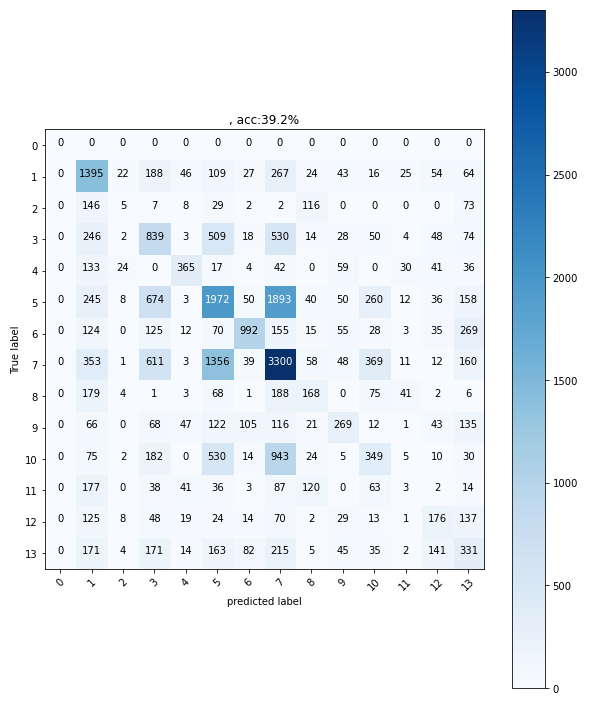 , acc:39.2%
0 0 0 0 0 0 0 0 0 0 0 0 0 0 0
1 0 1395 22 188 46 109 27 267 24 43 16 25 54 64
2 0 146 5 7 8 29 2 2 116 0 0 0 0 73
3 0 246 2 839 3 509 18 530 14 28 50 4 48 74
4 0 133 24 0 365 17 4 42 0 59 0 30 41 36
5 0 245 8 674 3 1972 50 1893 40 50 260 12 36 158
6 0 124 0 125 12 70 992 155 15 55 28 3 35 269
7 0 353 1 611 3 1356 39 3300 58 48 369 11 12 160
8 0 179 4 1 3 68 1 188 168 0 75 41 2 6
9 0 66 0 68 47 122 105 116 21 269 12 1 43 135
10 0 75 2 182 0 530 14 943 24 5 349 5 10 30
11 0 177 0 38 41 36 3 87 120 0 63 3 2 14
12 0 125 8 48 19 24 14 70 2 29 13 1 176 137
13 0 171 4 171 14 163 82 215 5 45 35 2 141 331
0 1 2 3 4 5 6 7 8 9 10 11 12 13
predicted label
True label
3000
2500
2000
1500
1000
500
0